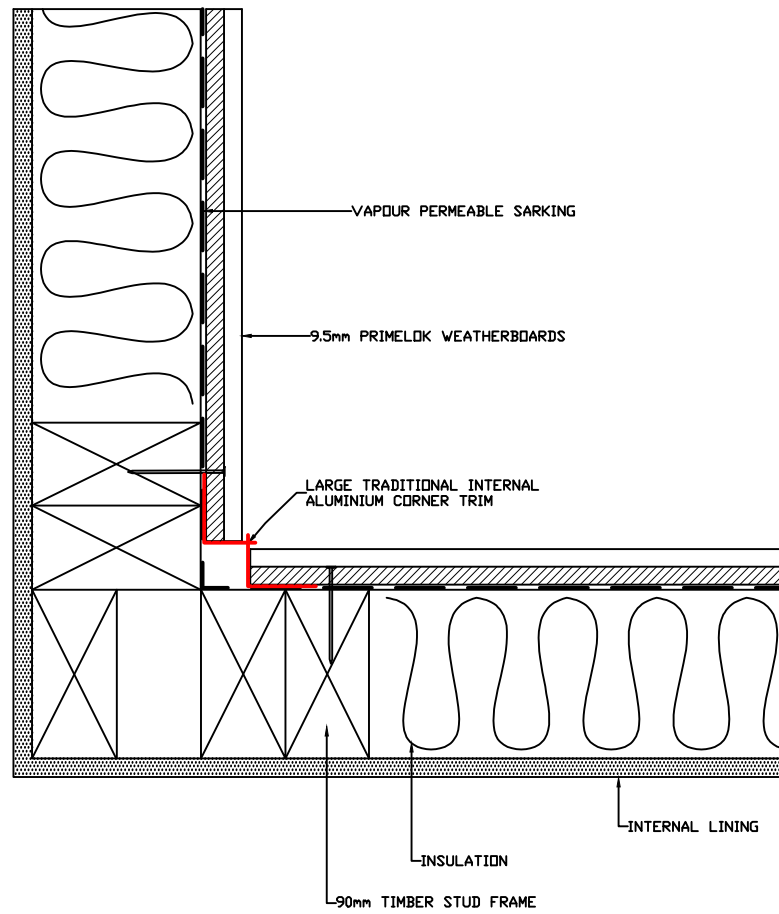 VAPOUR PERMEABLE SARKING
9.5mm PRIMELOK WEATHERBOARDS
LARGE TRADITIONAL INTERNAL
ALUMINIUM CORNER TRIM
INTERNAL LINING
INSULATION
90mm TIMBER STUD FRAME